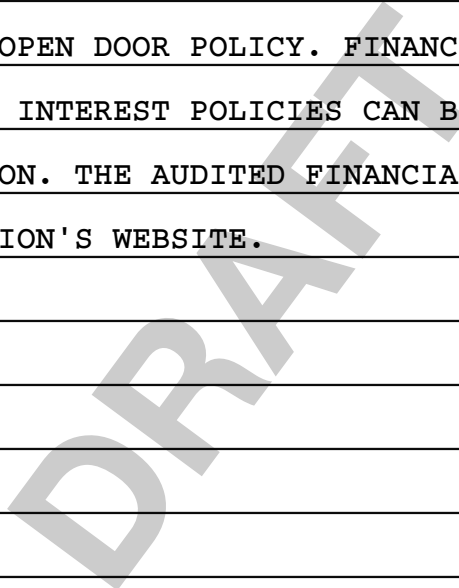 OPEN DOOR POLICY. FINANC
INTEREST POLICIES CAN B
ON. THE AUDITED FINANCIA
ION'S WEBSITE.
DRAFT